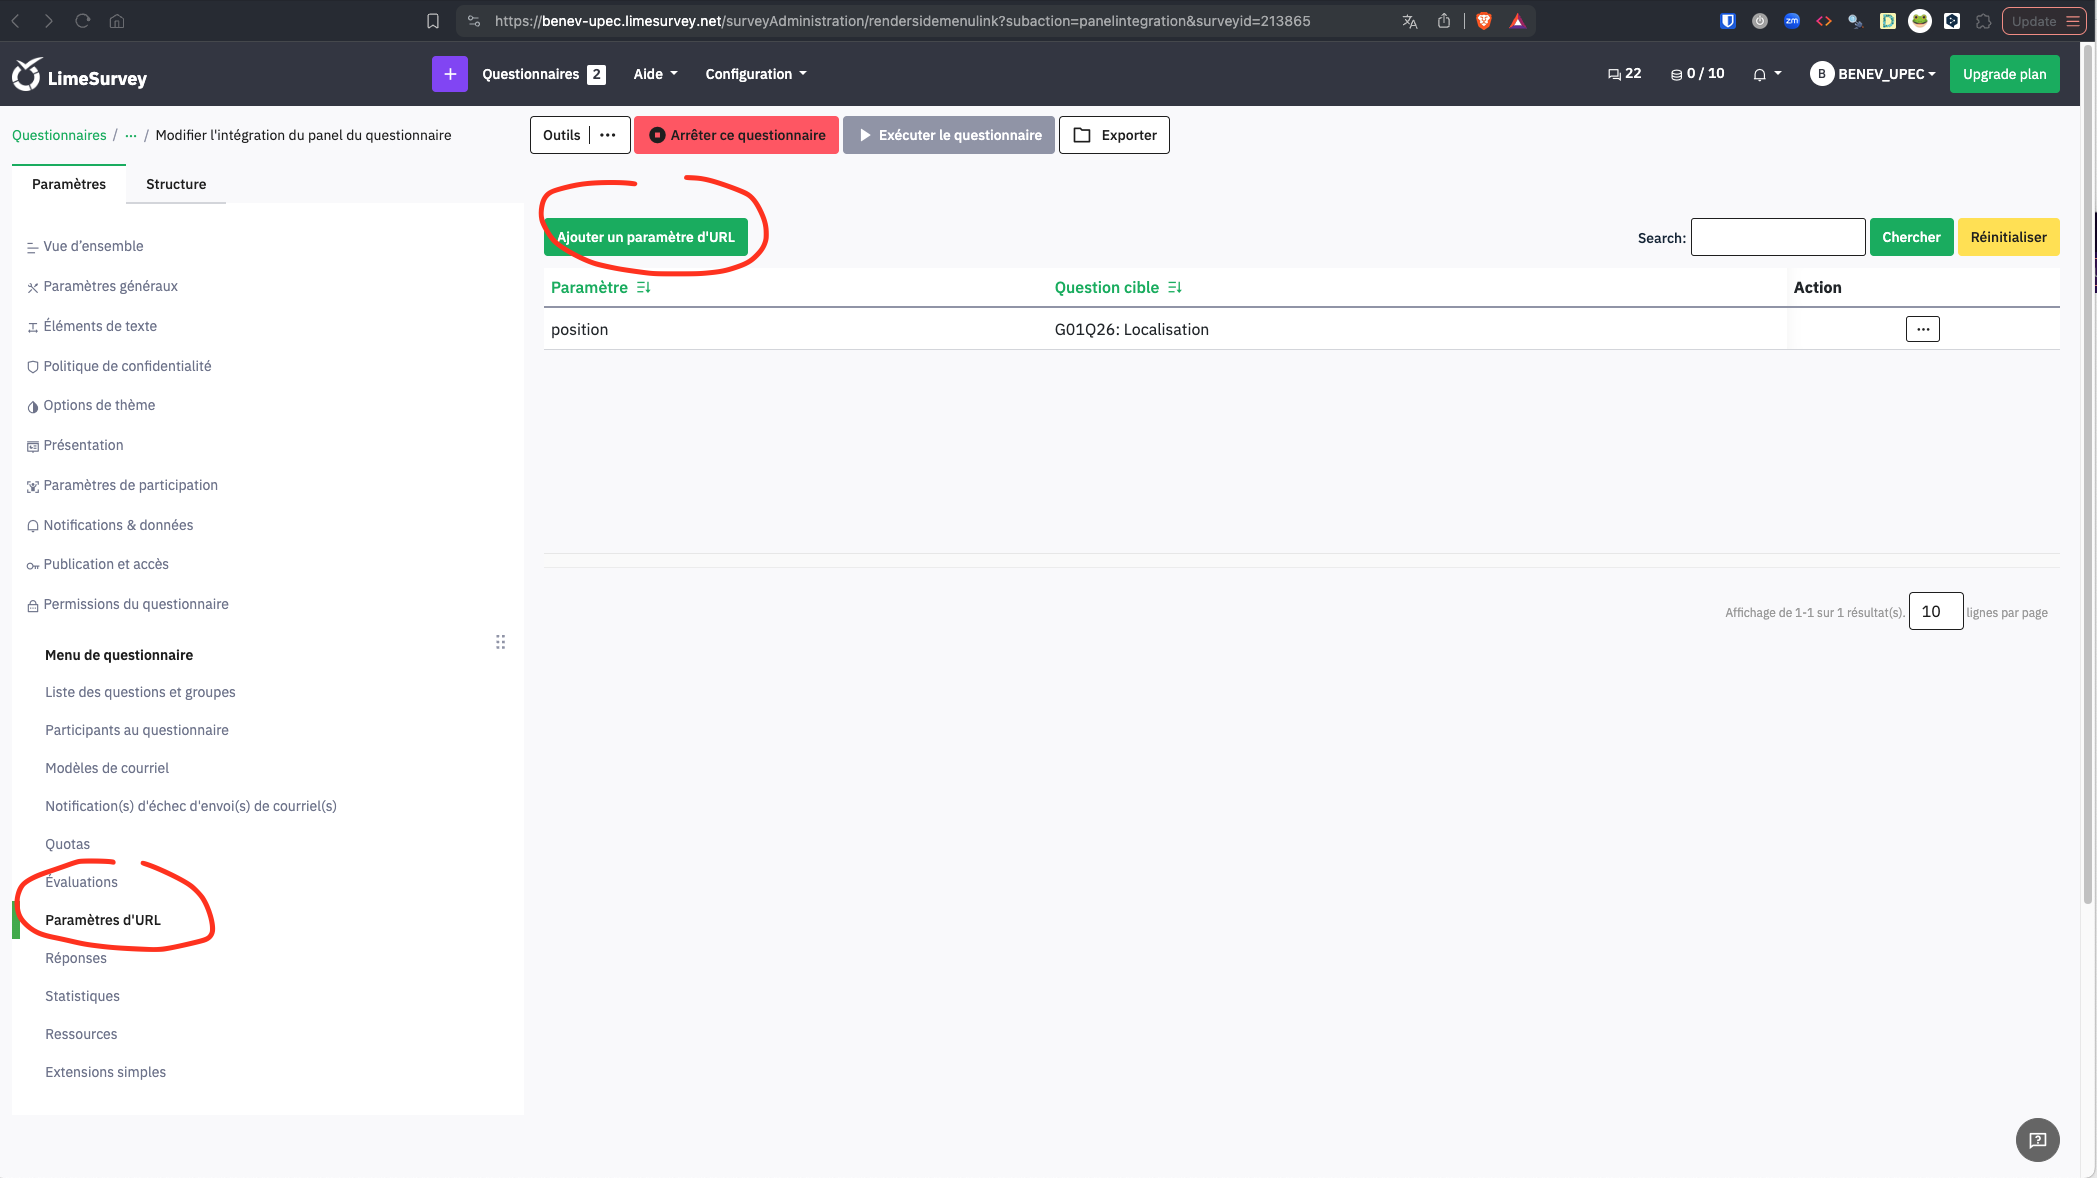 https://benev-upec.limesurvey.net/surveyAdministration/rendersidemenulink?subaction=panelintegration&surveyid=213865
zm
Update
LimeSurvey
+ Questionnaires 2 Aide Configuration
22 0 / 10 B BENEV_UPEC Upgrade plan
Questionnaires / ... / Modifier l'intégration du panel du questionnaire
Outils ... Arrêter ce questionnaire Exécuter le questionnaire Exporter
Paramètres Structure
Vue d’ensemble
Paramètres généraux
Éléments de texte
Politique de confidentialité
Options de thème
Présentation
Paramètres de participation
Notifications & données
Publication et accès
Permissions du questionnaire
Menu de questionnaire
Liste des questions et groupes
Participants au questionnaire
Modèles de courriel
Notification(s) d'échec d'envoi(s) de courriel(s)
Quotas
Évaluations
Paramètres d'URL
Réponses
Statistiques
Ressources
Extensions simples
Ajouter un paramètre d'URL
Search: Chercher Réinitialiser
Paramètre Question cible Action
position G01Q26: Localisation ...
Affichage de 1-1 sur 1 résultat(s). 10 lignes par page